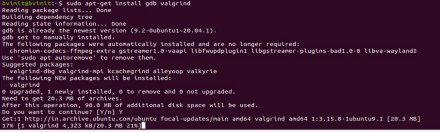 bvimit@bvimit:~$ sudo apt-get install gdb valgrind
Reading package lists... Done
Building dependency tree
Reading state information... Done
gdb is already the newest version (9.2-0ubuntu1~20.04.1).
gdb set to manually installed.
The following packages were automatically installed and are no longer required:
chromium-codecs-ffmpeg-extra gstreamer1.0-vaapi libfwupdplugin1 libgstreamer-plugins-bad1.0-0 libva-wayland2
Use 'sudo apt autoremove' to remove them.
Suggested packages:
valgrind-dbg valgrind-mpi kcachegrind alleyoop valkyrie
The following NEW packages will be installed:
valgrind
0 upgraded, 1 newly installed, 0 to remove and 0 not upgraded.
Need to get 20.3 MB of archives.
After this operation, 90.0 MB of additional disk space will be used.
Do you want to continue? [Y/n] Y
Get:1 http://in.archive.ubuntu.com/ubuntu focal-updates/main amd64 valgrind amd64 1:3.15.0-1ubuntu9.1 [20.3 MB]
17% [1 valgrind 4,323 kB/20.3 MB 21%]